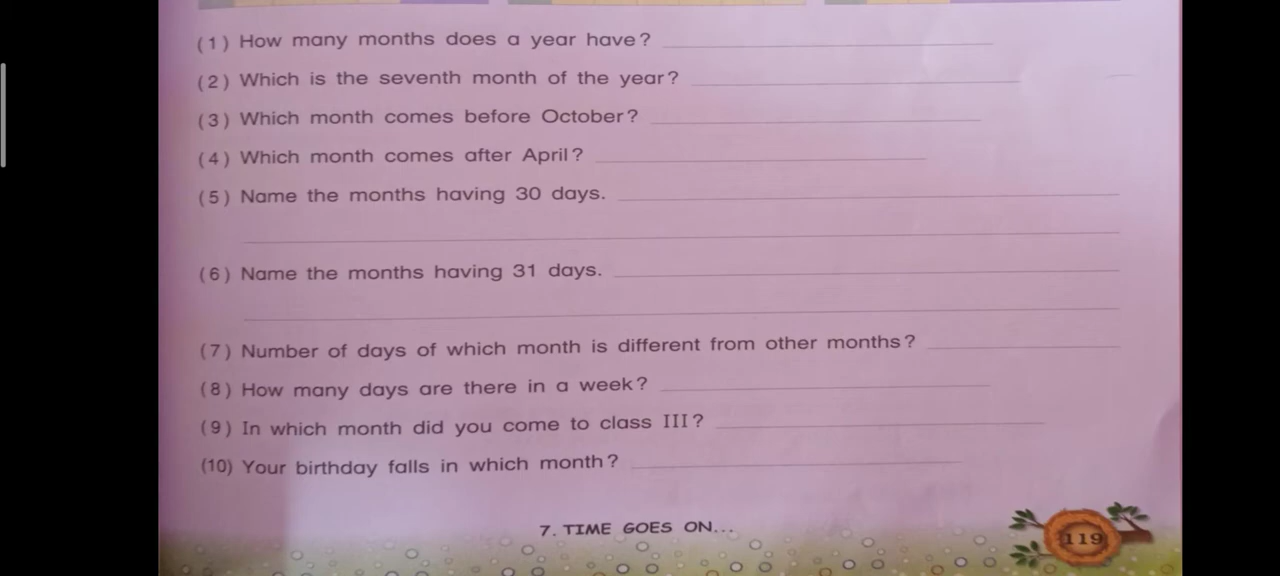 (1) How many months does a year have?
(2) Which is the seventh month of the year?
(3) Which month comes before October?
(4) Which month comes after April?
(5) Name the months having 30 days.
(6) Name the months having 31 days.
(7) Number of days of which month is different from other months?
(8) How many days are there in a week?
(9) In which month did you come to class III?
(10) Your birthday falls in which month?
7. TIME GOES ON...
119